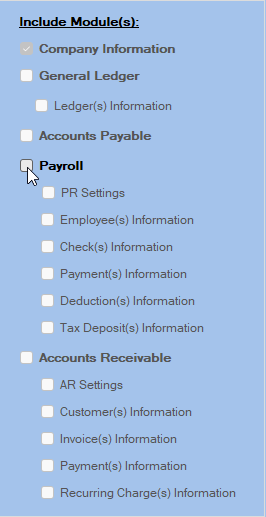 Include Module(s):
Company Information
General Ledger
Ledger(s) Information
Accounts Payable
Payroll
PR Settings
Employee(s) Information
Check(s) Information
Payment(s) Information
Deduction(s) Information
Tax Deposit(s) Information
Accounts Receivable
AR Settings
Customer(s) Information
Invoice(s) Information
Payment(s) Information
Recurring Charge(s) Information